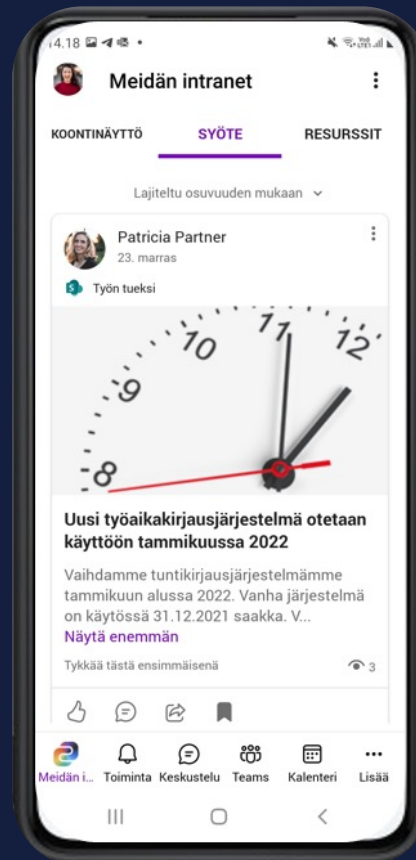 14.18
Meidän intranet
KOONTINÄYTTÖ SYÖTE RESURSSIT
Lajiteltu osuvuuden mukaan
Patricia Partner
23. marras
Työn tueksi
8 9 10 11 12
Uusi työaikakirjausjärjestelmä otetaan
käyttöön tammikuussa 2022
Vaihdamme tuntikirjausjärjestelmämme
tammikuun alussa 2022. Vanha järjestelmä
on käytössä 31.12.2021 saakka. V...
Näytä enemmän
Tykkää tästä ensimmäisenä 3
Meidän i... Toiminta Keskustelu Teams Kalenteri Lisää